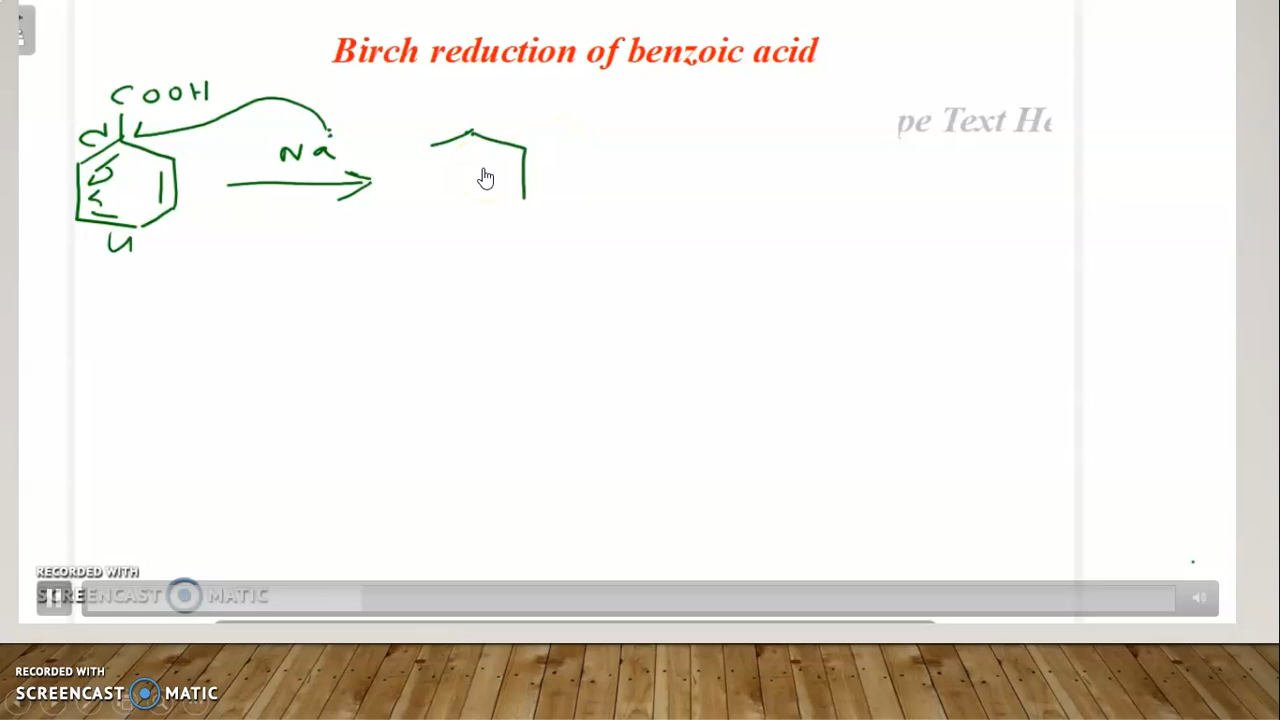 Birch reduction of benzoic acid
COOH
pe Text He
Na
RECORDED WITH
SCREENCAST MATIC
RECORDED WITH
SCREENCAST MATIC